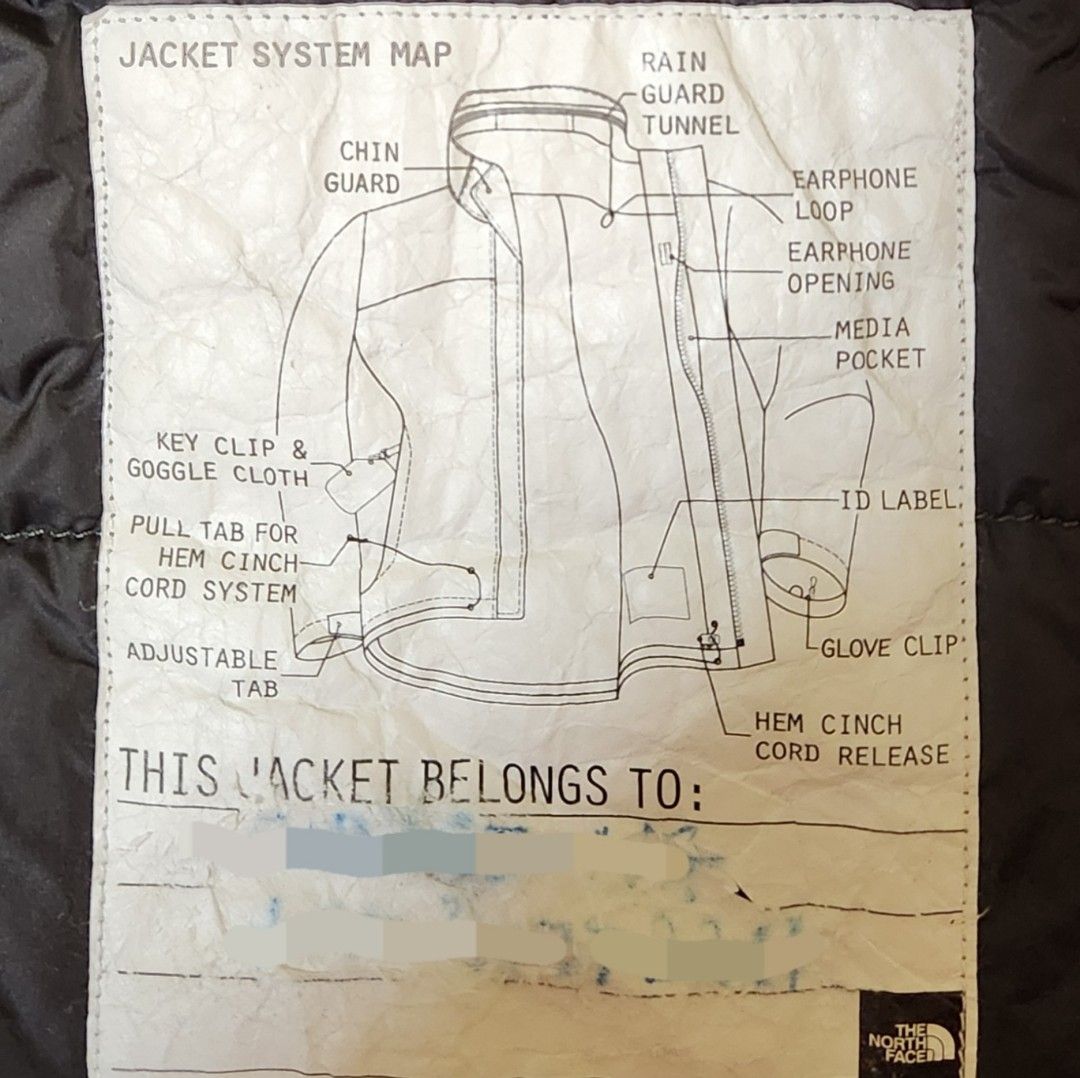 JACKET SYSTEM MAP
RAIN
GUARD
TUNNEL
CHIN
GUARD
EARPHONE
LOOP
EARPHONE
OPENING
MEDIA
POCKET
KEY CLIP &
GOGGLE CLOTH
ID LABEL
PULL TAB FOR
HEM CINCH
CORD SYSTEM
ADJUSTABLE
TAB
GLOVE CLIP
HEM CINCH
CORD RELEASE
THIS JACKET BELONGS TO:
THE
NORTH
FACE